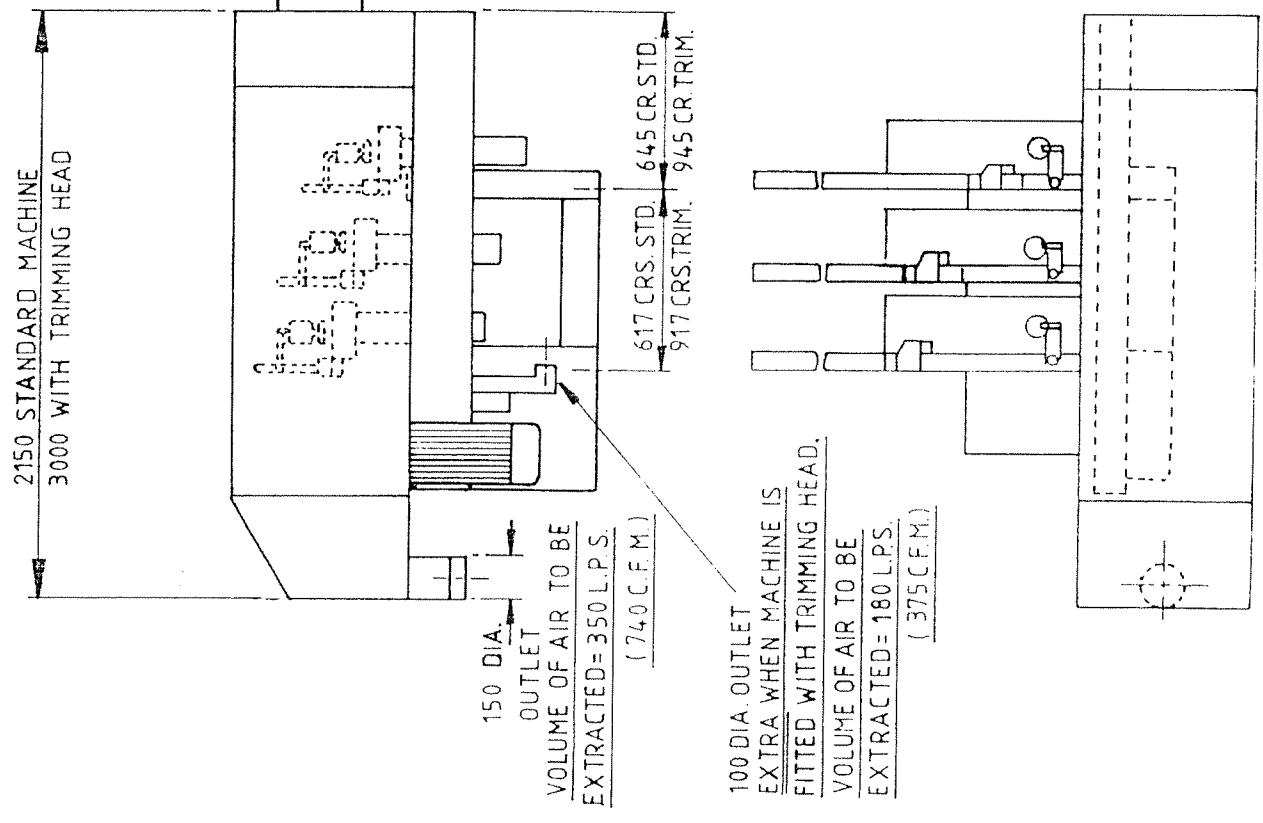 2150 STANDARD MACHINE
3000 WITH TRIMMING HEAD
645 CR.STD.
945 CR.TRIM.
617 CRS. STD.
917 CRS.TRIM.
150 DIA.
OUTLET
VOLUME OF AIR TO BE
EXTRACTED=350 L.P.S.
(740 C.F.M.)
100 DIA. OUTLET
EXTRA WHEN MACHINE IS
FITTED WITH TRIMMING HEAD.
VOLUME OF AIR TO BE
EXTRACTED=180 L.P.S.
(375 C.F.M.)